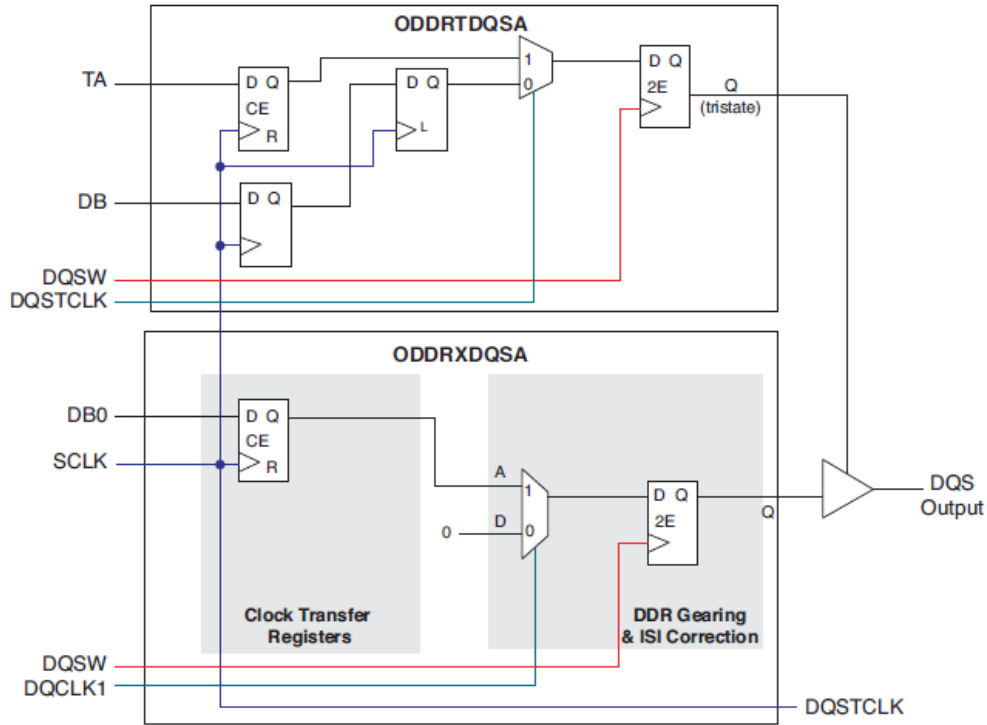 ODDRTDQSA
TA
D Q
CE
R
D Q
L
1
0
D Q
2E
Q
(tristate)
DB
D Q
DQSW
DQSTCLK
ODDRXDQSA
DB0
D Q
CE
R
SCLK
A
1
D
0
0
D Q
2E
Q
DQS
Output
Clock Transfer
Registers
DDR Gearing
& ISI Correction
DQSW
DQCLK1
DQSTCLK